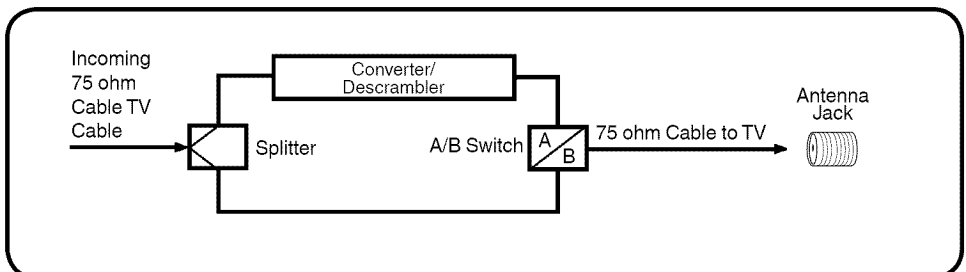 Incoming
75 ohm
Cable TV
Cable
Converter/
Descrambler
Splitter
A/B Switch
A
B
75 ohm Cable to TV
Antenna
Jack